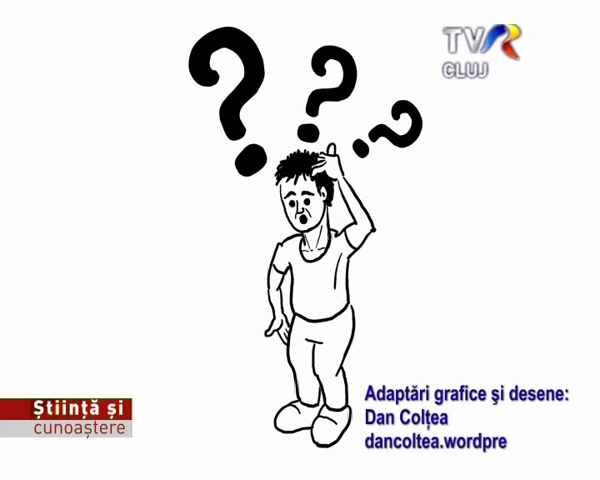 TVR
CLUJ
Știință și
cunoaștere
Adaptări grafice şi desene:
Dan Colțea
dancoltea.wordpre